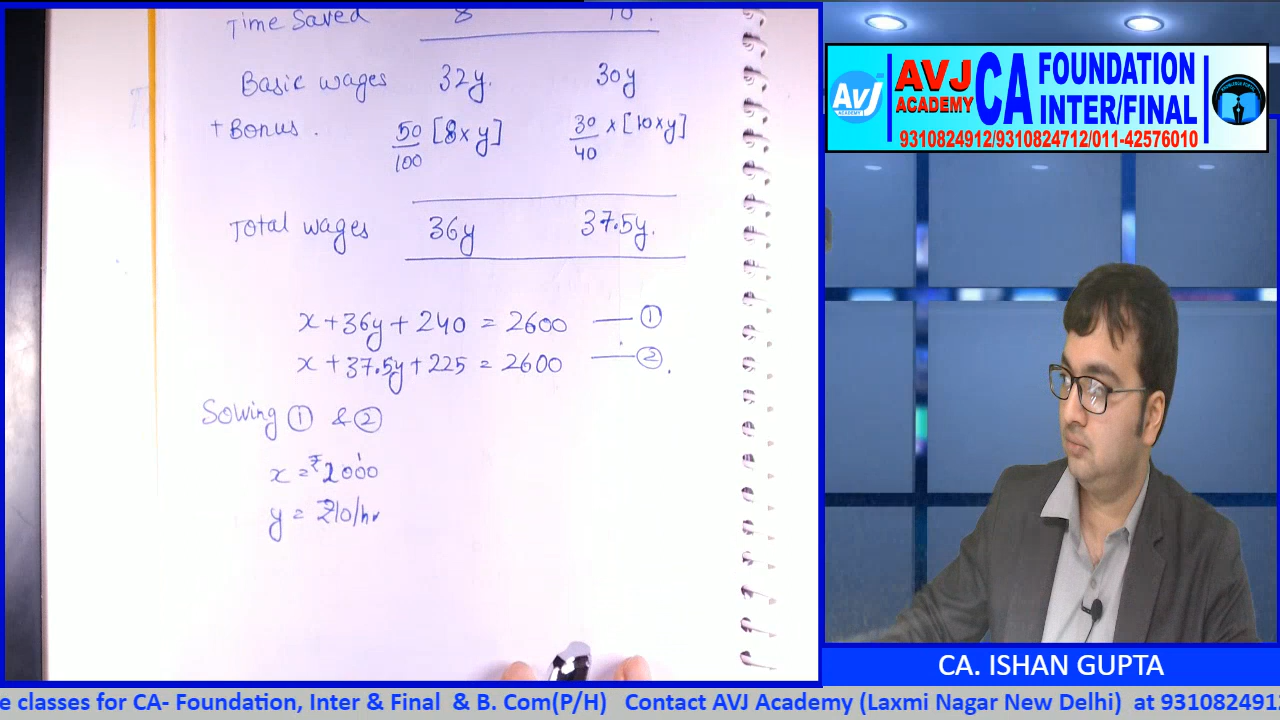 Time Saved 8 10.
Basic wages 32y. 30y
+ Bonus. 50/100 [8 x y] 30/40 x [10 x y]
Total wages 36y 37.5y.
x + 36y + 240 = 2600 — ①
x + 37.5y + 225 = 2600 — ②.
Solving ① & ②
x = ₹2000
y = ₹10/hr
AVJ ACADEMY
AVJ
ACADEMY
CA
FOUNDATION
INTER/FINAL
9310824912/9310824712/011-42576010
CA. ISHAN GUPTA
e classes for CA- Foundation, Inter & Final & B. Com(P/H) Contact AVJ Academy (Laxmi Nagar New Delhi) at 931082491